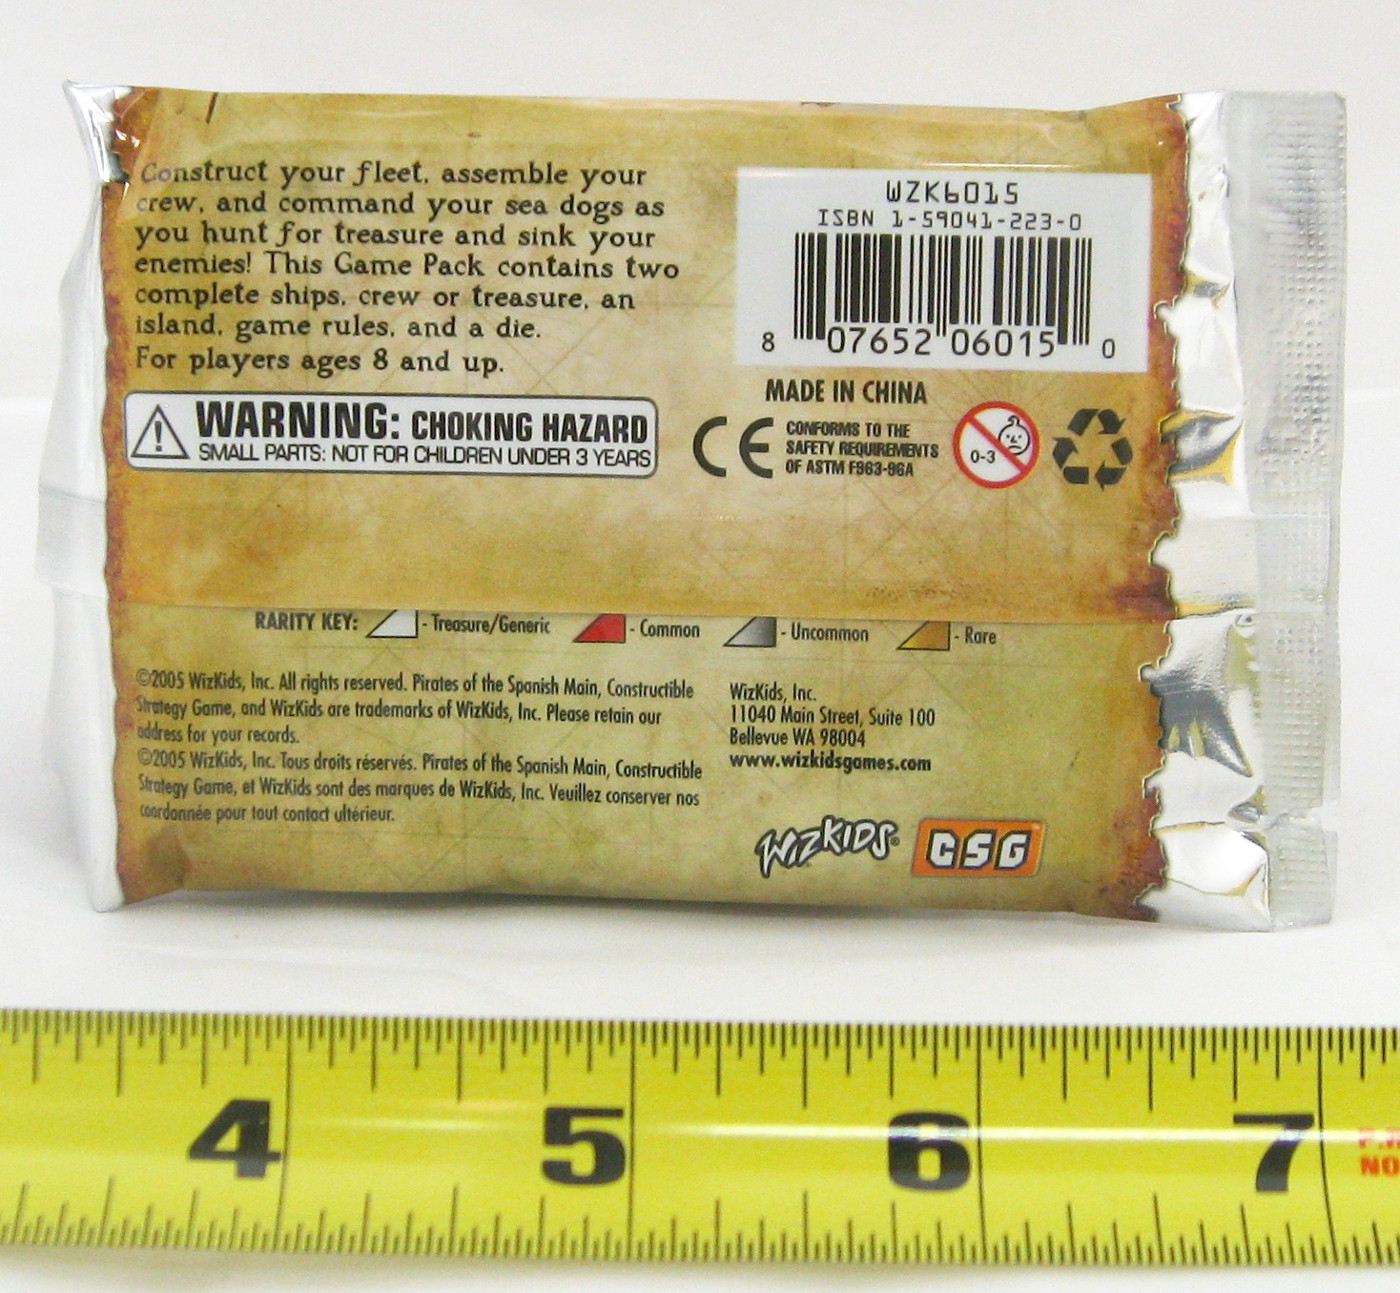 Construct your fleet, assemble your
crew, and command your sea dogs as
you hunt for treasure and sink your
enemies! This Game Pack contains two
complete ships, crew or treasure, an
island, game rules, and a die.
For players ages 8 and up.
WZK6015
ISBN 1-59041-223-0
8 07652 06015 0
MADE IN CHINA
WARNING: CHOKING HAZARD
SMALL PARTS: NOT FOR CHILDREN UNDER 3 YEARS
CE
CONFORMS TO THE
SAFETY REQUIREMENTS
OF ASTM F963-96A
0-3
RARITY KEY: - Treasure/Generic - Common - Uncommon - Rare
©2005 WizKids, Inc. All rights reserved. Pirates of the Spanish Main, Constructible
Strategy Game, and WizKids are trademarks of WizKids, Inc. Please retain our
address for your records.
©2005 WizKids, Inc. Tous droits réservés. Pirates of the Spanish Main, Constructible
Strategy Game, et WizKids sont des marques de WizKids, Inc. Veuillez conserver nos
coordonnée pour tout contact ultérieur.
WizKids, Inc.
11040 Main Street, Suite 100
Bellevue WA 98004
www.wizkidsgames.com
WIZKIDS®
CSG™
4 5 6 7
NO